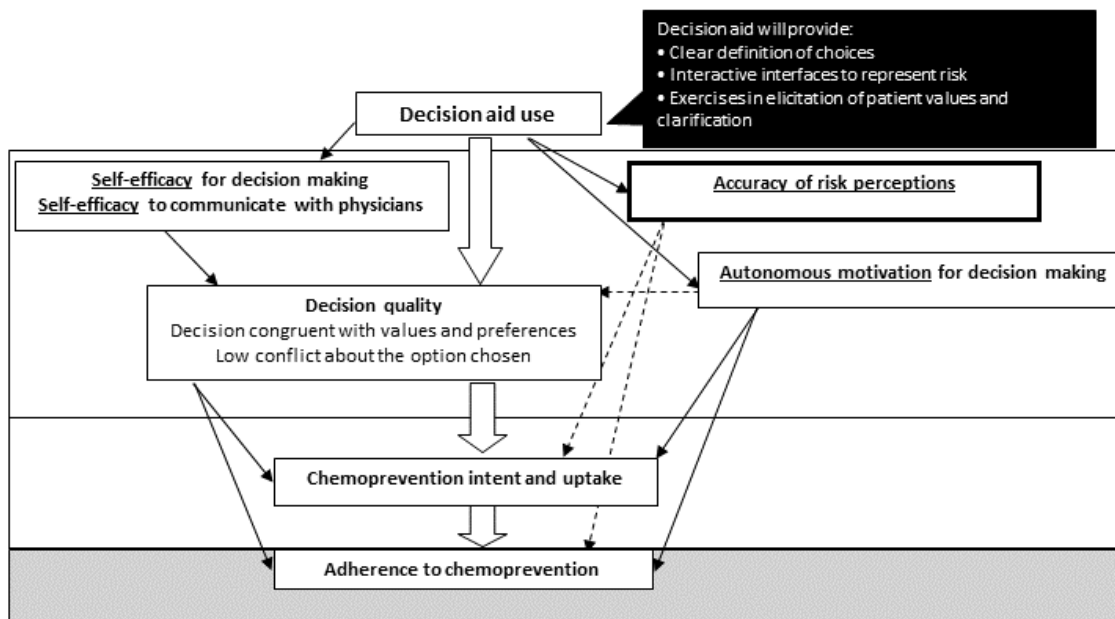 Decision aid will provide:
• Clear definition of choices
• Interactive interfaces to represent risk
• Exercises in elicitation of patient values and
clarification
Decision aid use
Self-efficacy for decision making
Self-efficacy to communicate with physicians
Accuracy of risk perceptions
Autonomous motivation for decision making
Decision quality
Decision congruent with values and preferences
Low conflict about the option chosen
Chemoprevention intent and uptake
Adherence to chemoprevention